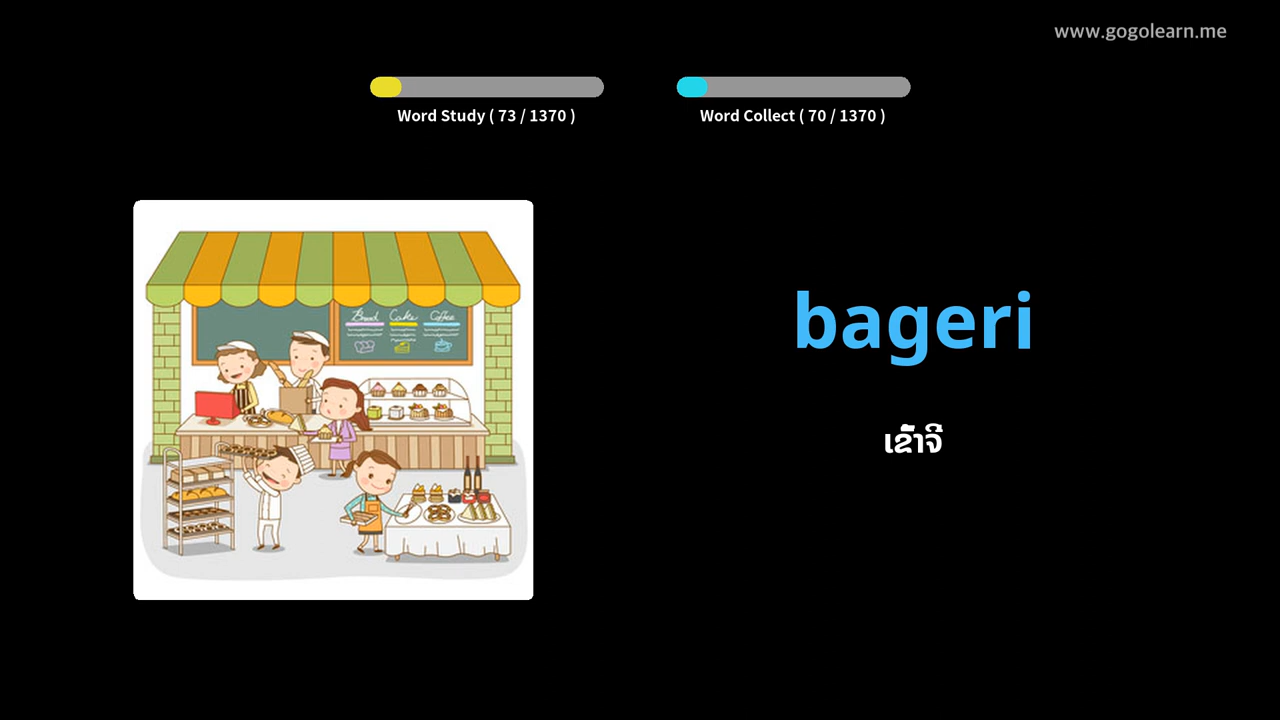 www.gogolearn.me
Word Study ( 73 / 1370 )
Word Collect ( 70 / 1370 )
Bread Cake Coffee
bageri
ເຂົ້າຈີ່